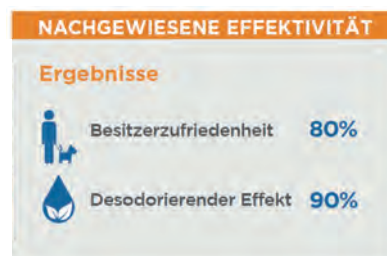 NACHGEWIESENE EFFEKTIVITÄT
Ergebnisse
Besitzerzufriedenheit 80%
Desodorierender Effekt 90%